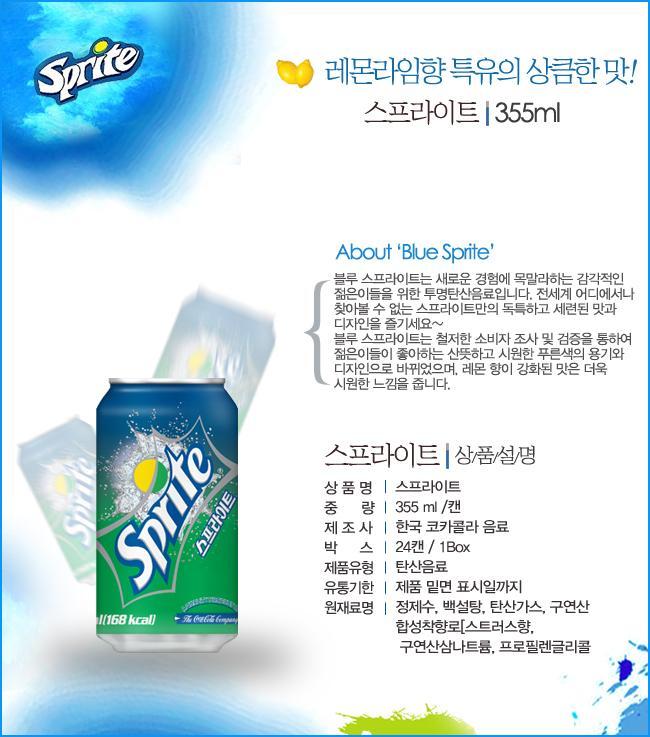 Sprite
레몬라임향 특유의 상큼한 맛!
스프라이트 | 355ml
About 'Blue Sprite'
블루 스프라이트는 새로운 경험에 목말라하는 감각적인
젊은이들을 위한 투명탄산음료입니다. 전세계 어디에서나
찾아볼 수 없는 스프라이트만의 독특하고 세련된 맛과
디자인을 즐기세요~
블루 스프라이트는 철저한 소비자 조사 및 검증을 통하여
젊은이들이 좋아하는 산뜻하고 시원한 푸른색의 용기와
디자인으로 바뀌었으며, 레몬 향이 강화된 맛은 더욱
시원한 느낌을 줍니다.
스프라이트 | 상/품/설/명
상 품 명 | 스프라이트
중 량 | 355 ml /캔
제 조 사 | 한국 코카콜라 음료
박 스 | 24캔 / 1Box
제품유형 | 탄산음료
유통기한 | 제품 밑면 표시일까지
원재료명 | 정제수, 백설탕, 탄산가스, 구연산
합성착향로[스트러스향,
구연산삼나트륨, 프로필렌글리콜
Sprite
스프라이트
l(168 kcal)
The Coca-Cola Company